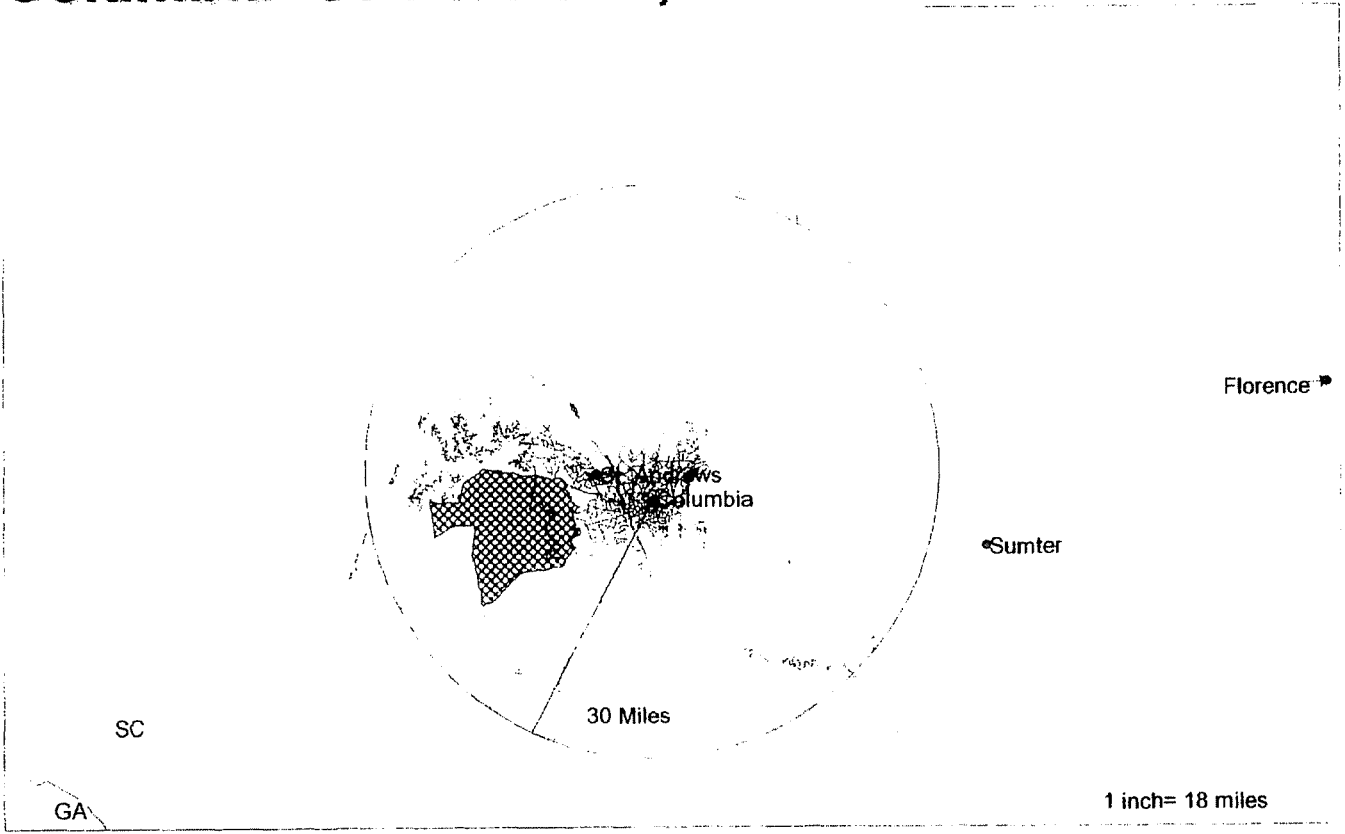 Florence
St. Andrews
Columbia
Sumter
30 Miles
SC
GA
1 inch= 18 miles